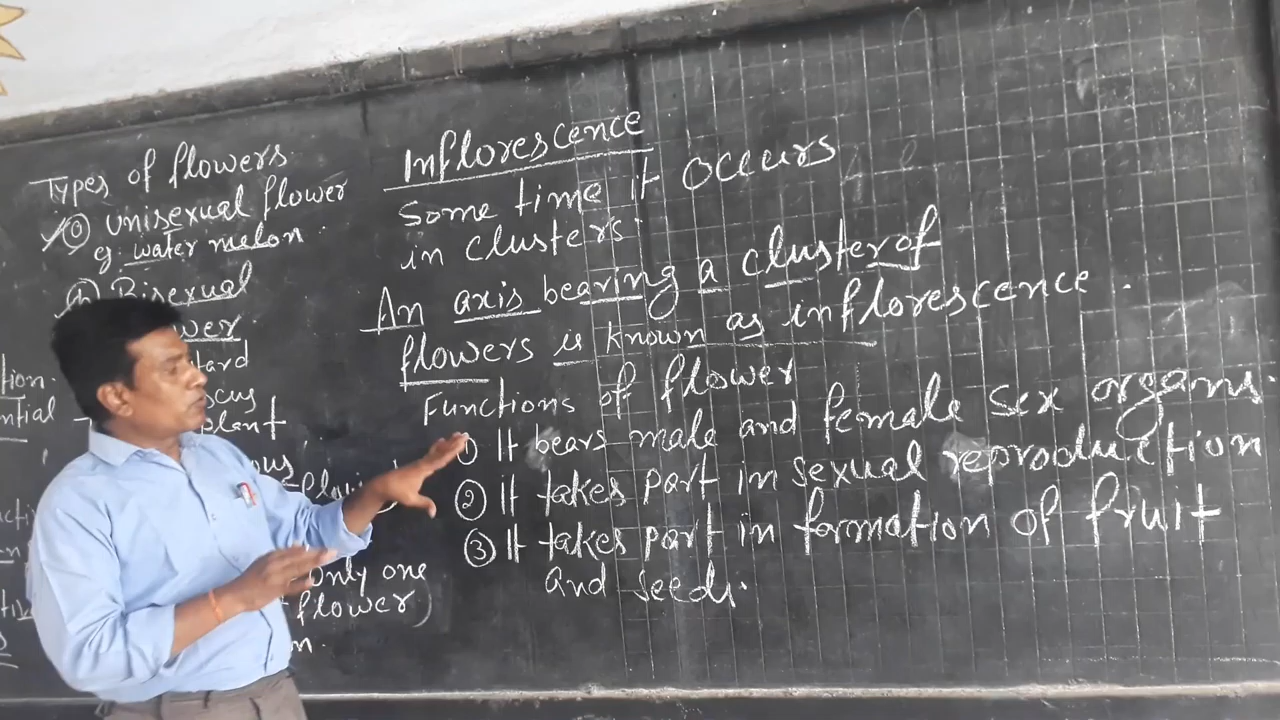 Types of flowers
(a) unisexual flower
eg. water melon
(b) Bisexual
Inflorescence
Some time it occurs
in clusters
An axis bearing a cluster of
flowers is known as inflorescence.
Functions of flower
① It bears male and female sex organs.
② It takes part in sexual reproduction
③ It takes part in formation of fruit
and seeds.
plant
only one
flower)